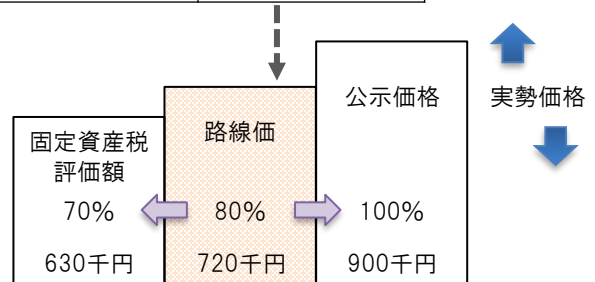 固定資産税
評価額
70%
630千円
路線価
80%
720千円
公示価格
100%
900千円
実勢価格